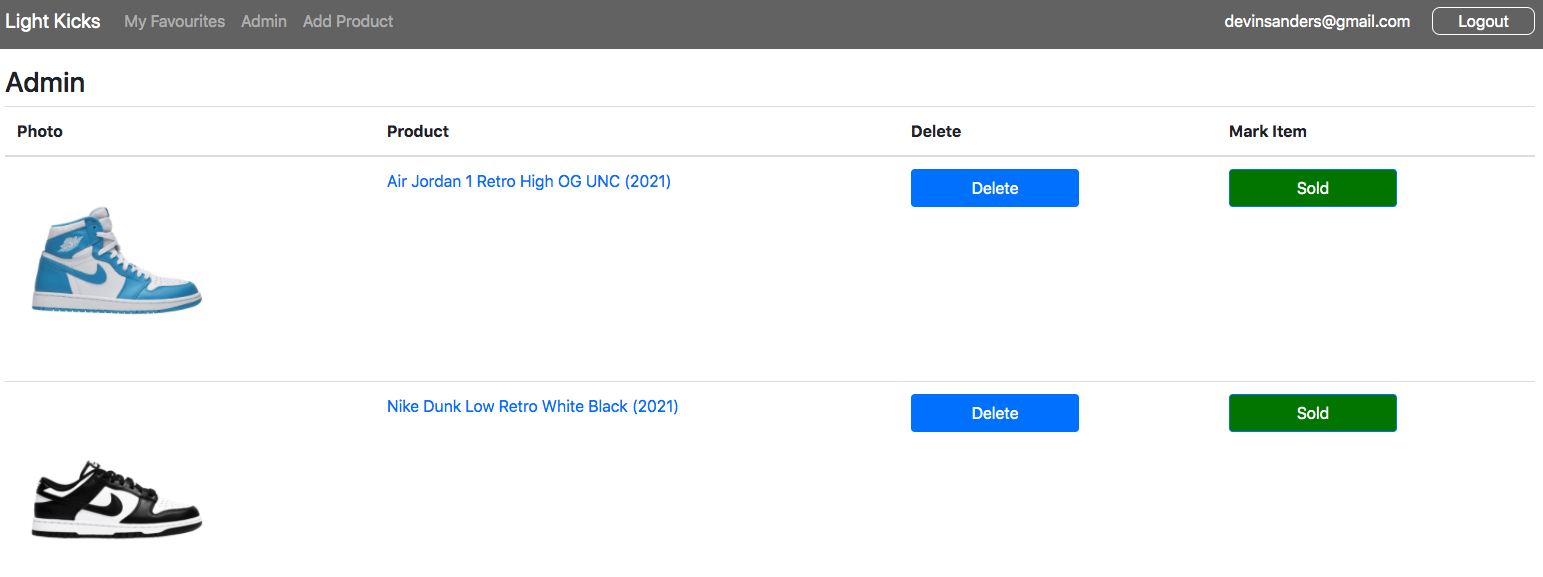 Light Kicks My Favourites Admin Add Product devinsanders@gmail.com Logout
Admin
Photo Product Delete Mark Item
Air Jordan 1 Retro High OG UNC (2021) Delete Sold
Nike Dunk Low Retro White Black (2021) Delete Sold